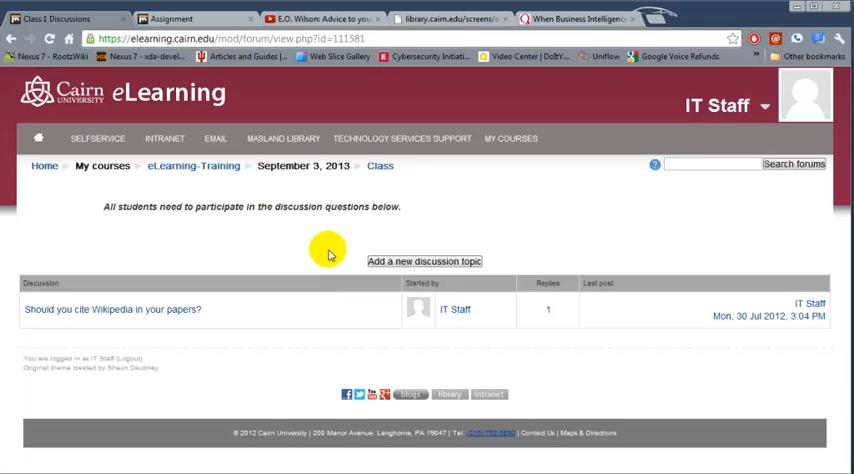 Class 1 Discussions
Assignment
E.O. Wilson: Advice to you
library.cairn.edu/screens/
When Business Intelligenc
https://elearning.cairn.edu/mod/forum/view.php?id=111581
Nexus 7 - RootzWiki
Nexus 7 - xda-devel...
Articles and Guides |...
Web Slice Gallery
Cybersecurity Initiati...
Video Center | DoItY...
Uniflow
Google Voice Refunds
»
Other bookmarks
Cairn UNIVERSITY eLearning
IT Staff
SELFSERVICE INTRANET EMAIL MASLAND LIBRARY TECHNOLOGY SERVICES SUPPORT MY COURSES
Home My courses eLearning-Training September 3, 2013 Class
? Search forums
All students need to participate in the discussion questions below.
Add a new discussion topic
Discussion Started by Replies Last post
Should you cite Wikipedia in your papers? IT Staff 1 IT Staff
Mon, 30 Jul 2012, 3:04 PM
You are logged in as IT Staff (Logout)
Original theme created by Shaun Daubney
blogs library intranet
© 2012 Cairn University | 200 Manor Avenue. Langhorne, PA 19047 | Tel. (215) 752-5800 | Contact Us | Maps & Directions